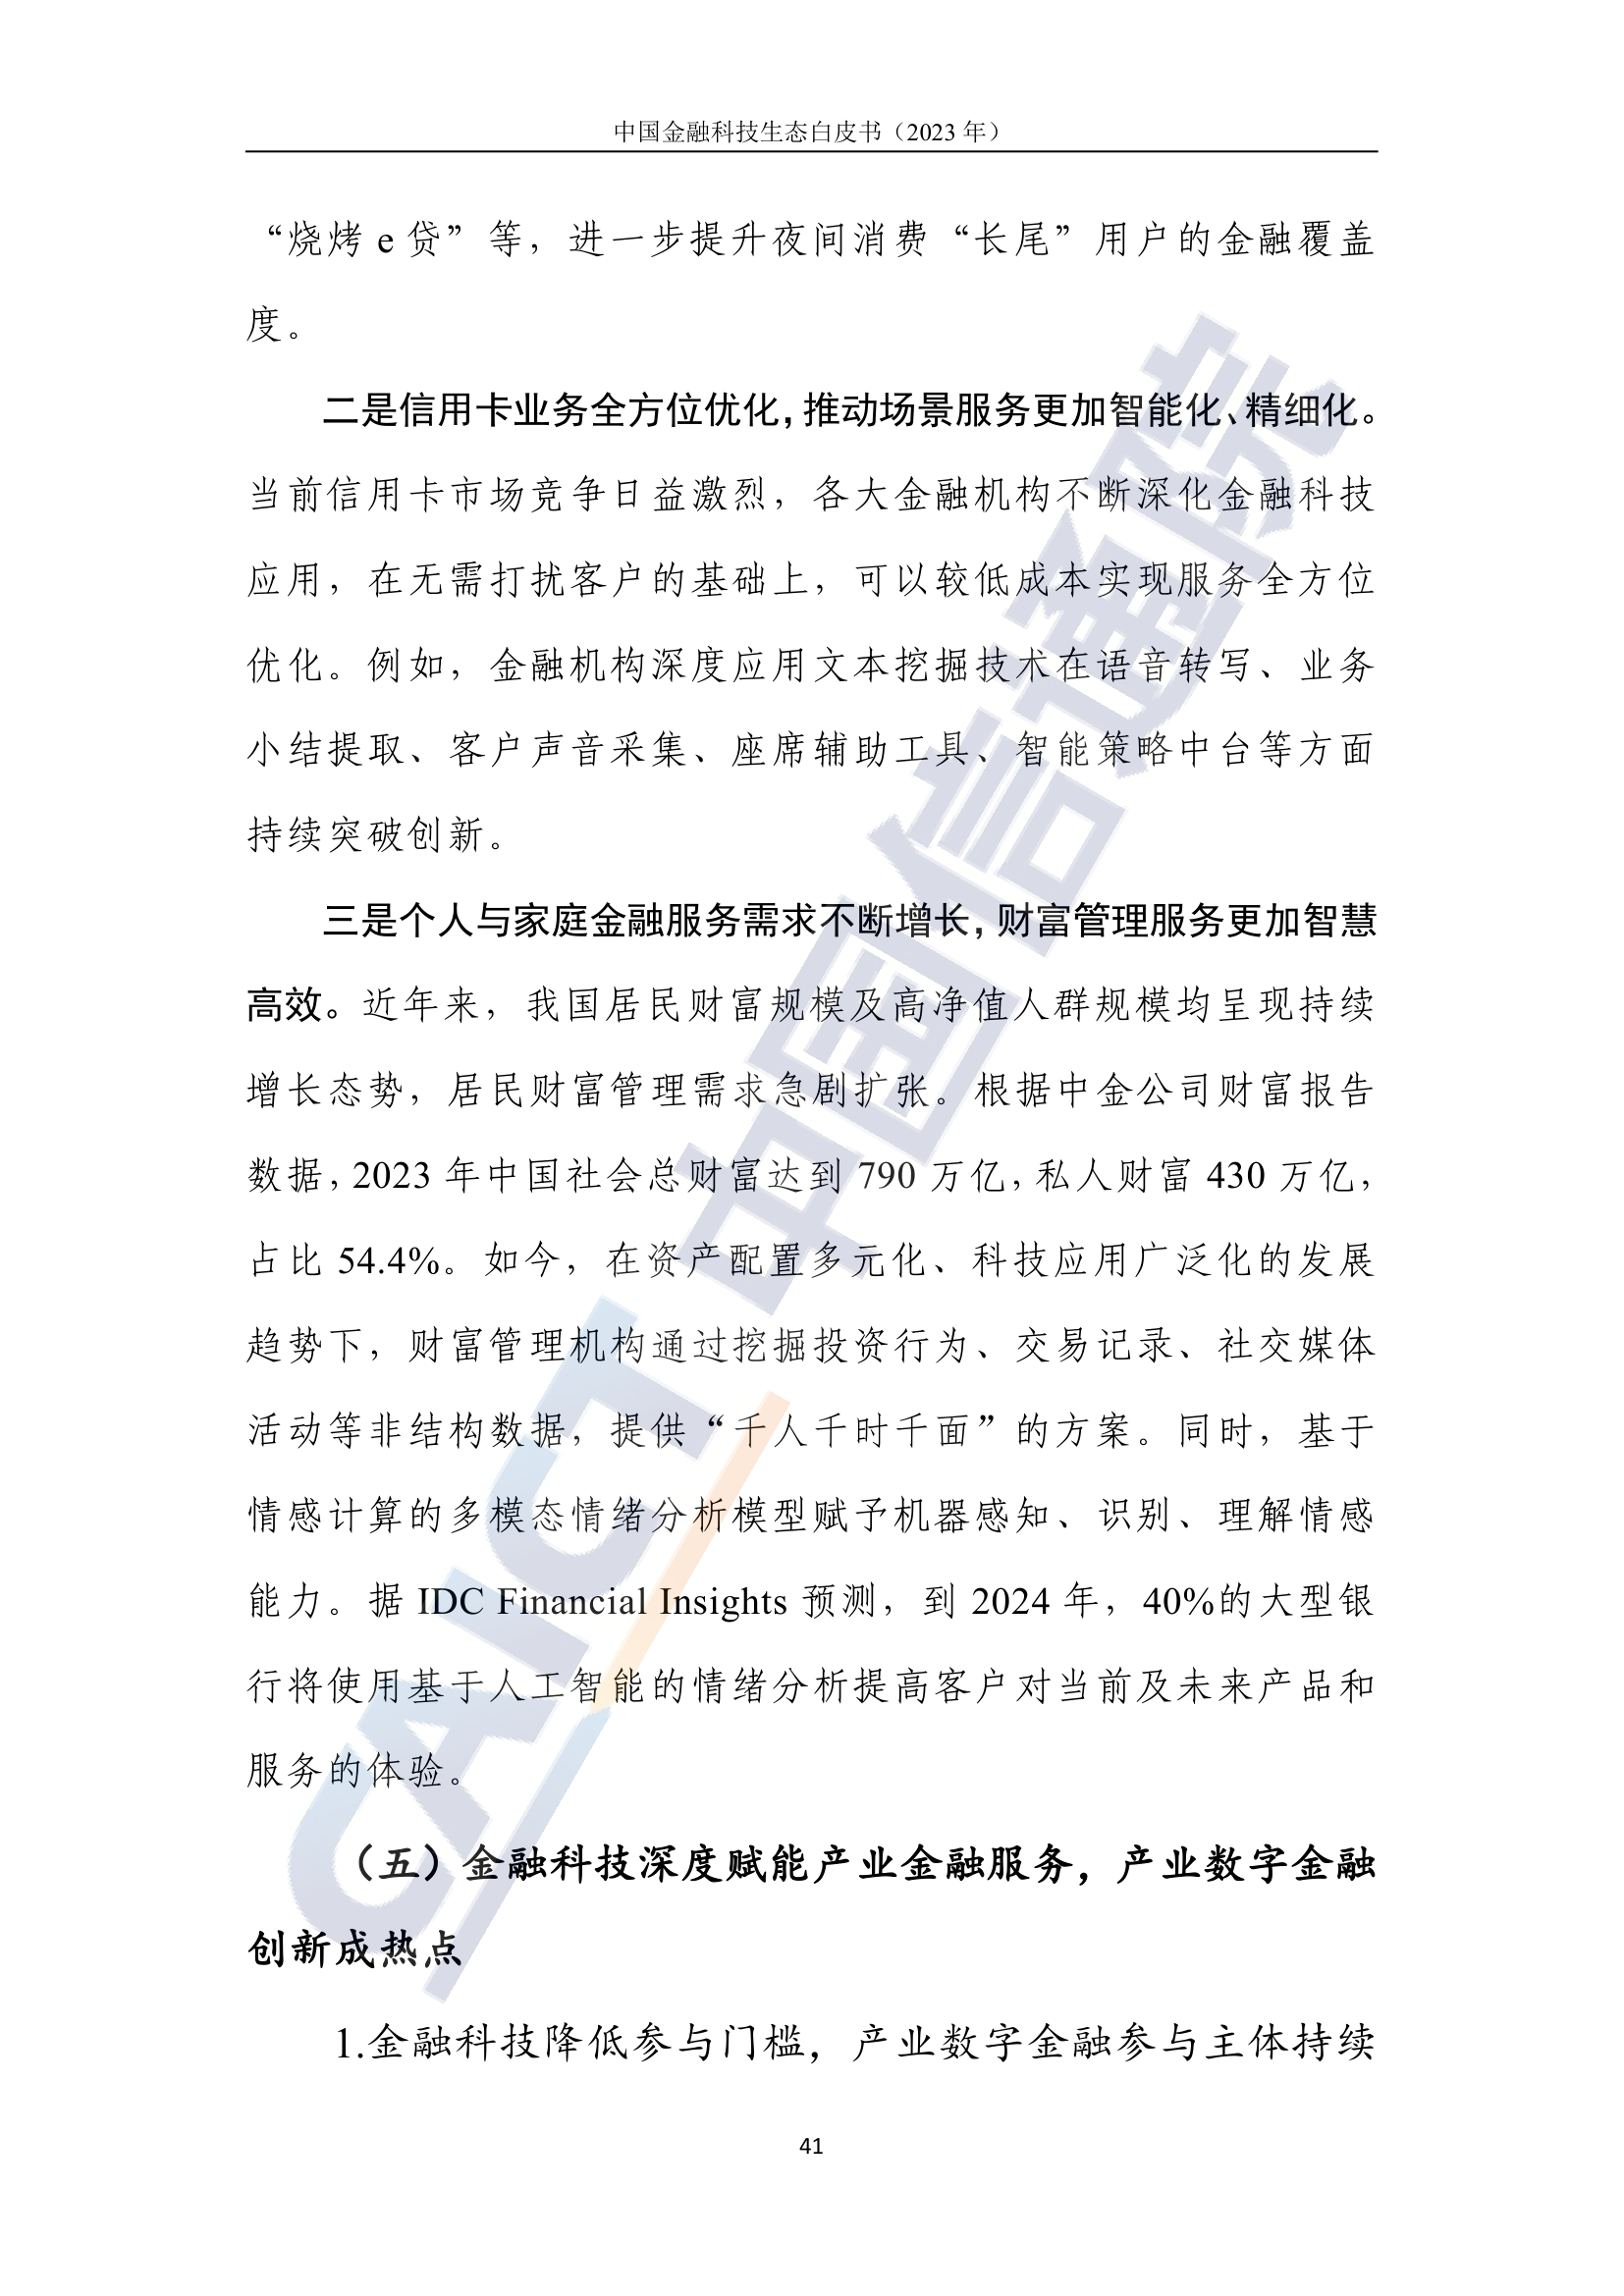 中国金融科技生态白皮书（2023 年）
“烧烤 e 贷”等，进一步提升夜间消费“长尾”用户的金融覆盖
度。
二是信用卡业务全方位优化，推动场景服务更加智能化、精细化。
当前信用卡市场竞争日益激烈，各大金融机构不断深化金融科技
应用，在无需打扰客户的基础上，可以较低成本实现服务全方位
优化。例如，金融机构深度应用文本挖掘技术在语音转写、业务
小结提取、客户声音采集、座席辅助工具、智能策略中台等方面
持续突破创新。
三是个人与家庭金融服务需求不断增长，财富管理服务更加智慧
高效。近年来，我国居民财富规模及高净值人群规模均呈现持续
增长态势，居民财富管理需求急剧扩张。根据中金公司财富报告
数据，2023 年中国社会总财富达到 790 万亿，私人财富 430 万亿，
占比 54.4%。如今，在资产配置多元化、科技应用广泛化的发展
趋势下，财富管理机构通过挖掘投资行为、交易记录、社交媒体
活动等非结构数据，提供“千人千时千面”的方案。同时，基于
情感计算的多模态情绪分析模型赋予机器感知、识别、理解情感
能力。据 IDC Financial Insights 预测，到 2024 年，40%的大型银
行将使用基于人工智能的情绪分析提高客户对当前及未来产品和
服务的体验。
（五）金融科技深度赋能产业金融服务，产业数字金融
创新成热点
1.金融科技降低参与门槛，产业数字金融参与主体持续
41
CAICT 中国信通院